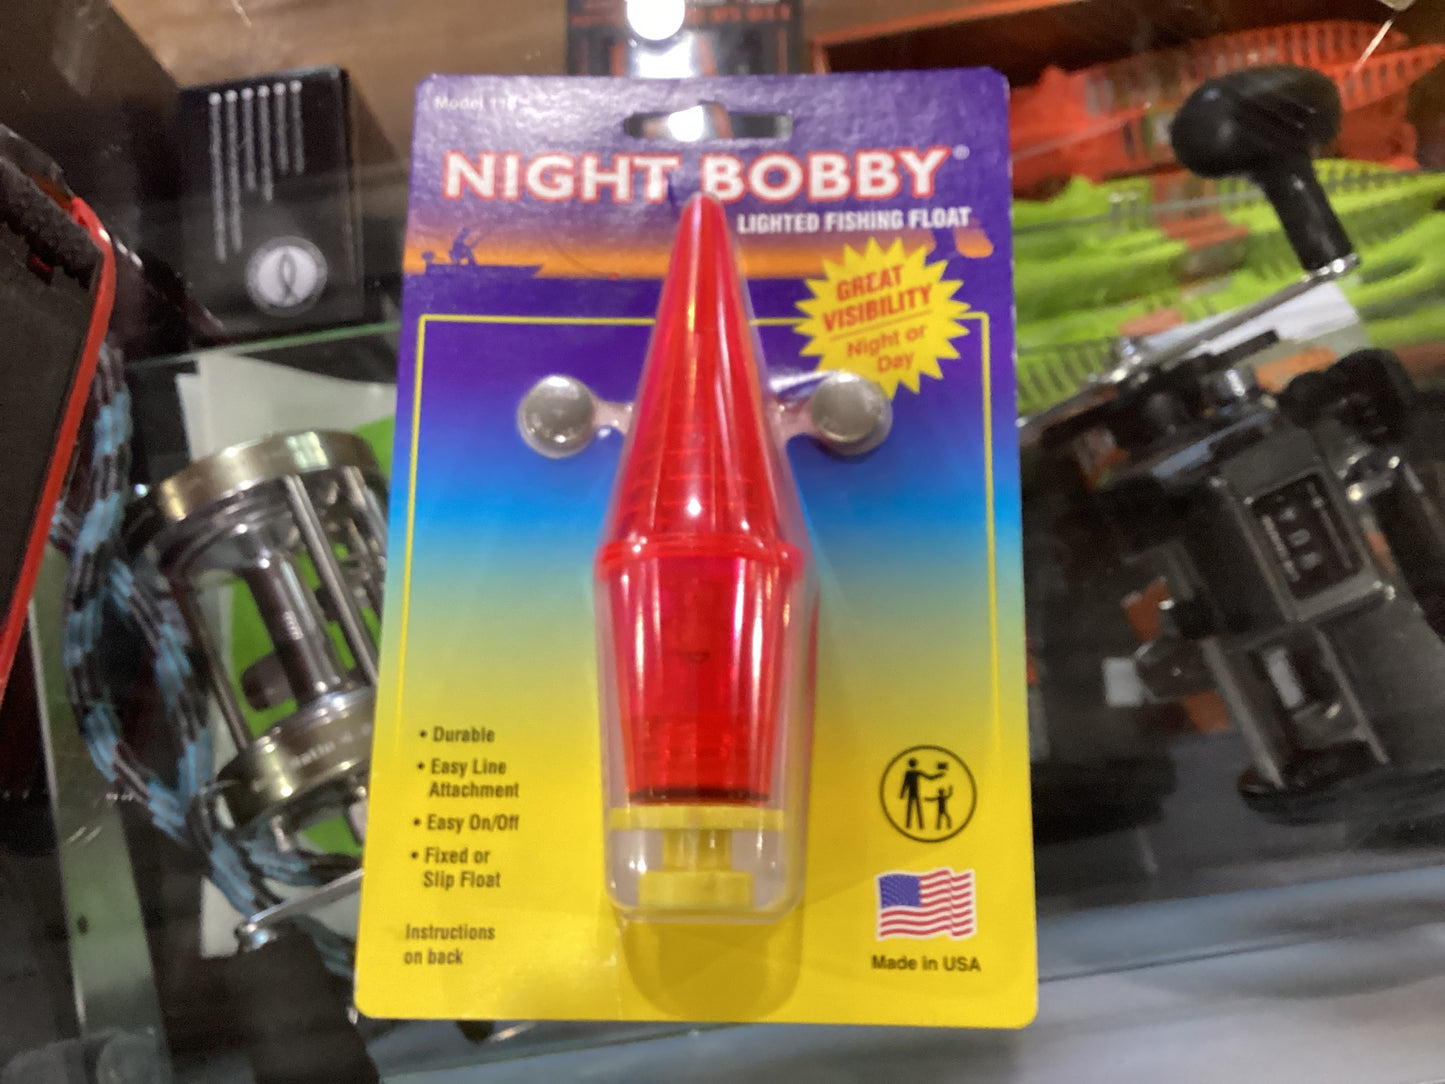 Model
NIGHT BOBBY®
LIGHTED FISHING FLOAT
GREAT
VISIBILITY
Night or
Day
• Durable
• Easy Line
Attachment
• Easy On/Off
• Fixed or
Slip Float
Instructions
on back
Made in USA